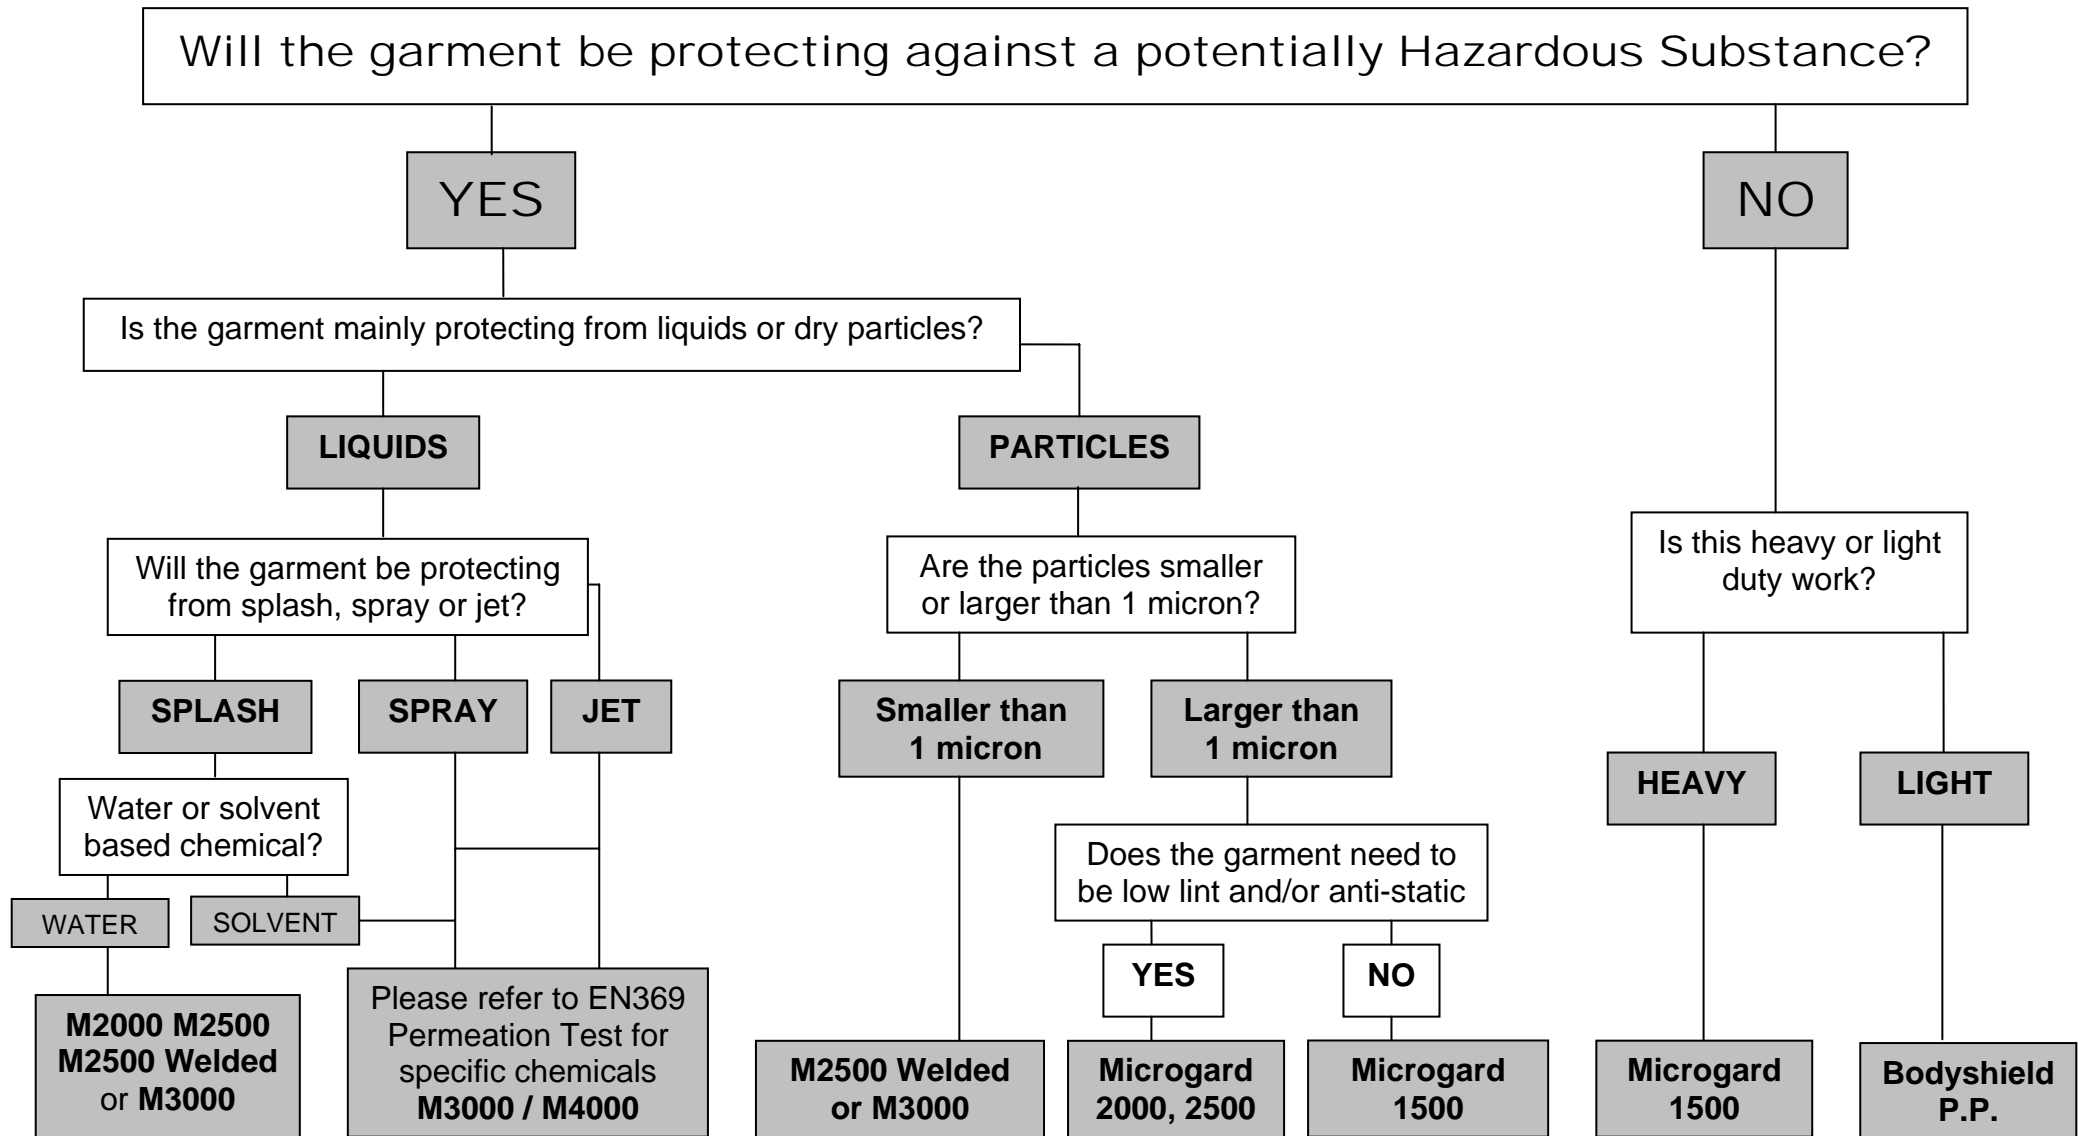 Will the garment be protecting against a potentially Hazardous Substance?
YES
NO
Is the garment mainly protecting from liquids or dry particles?
LIQUIDS
PARTICLES
Will the garment be protecting
from splash, spray or jet?
Are the particles smaller
or larger than 1 micron?
Is this heavy or light
duty work?
SPLASH
SPRAY
JET
Smaller than
1 micron
Larger than
1 micron
HEAVY
LIGHT
Water or solvent
based chemical?
Does the garment need to
be low lint and/or anti-static
WATER
SOLVENT
YES
NO
M2000 M2500
M2500 Welded
or M3000
Please refer to EN369
Permeation Test for
specific chemicals
M3000 / M4000
M2500 Welded
or M3000
Microgard
2000, 2500
Microgard
1500
Microgard
1500
Bodyshield
P.P.